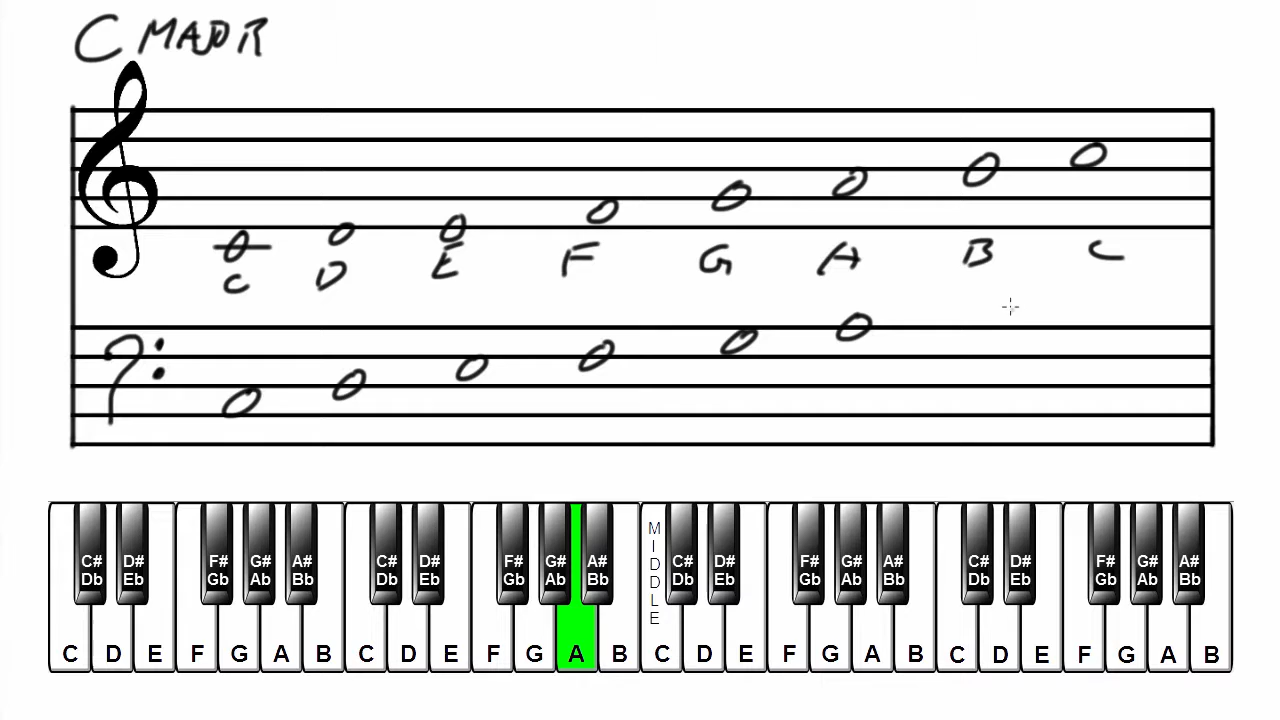 C MAJOR
C D E F G A B C
MIDDLE
C# D# F# G# A# C# D# F# G# A# C# D# F# G# A# C# D# F# G# A#
Db Eb Gb Ab Bb Db Eb Gb Ab Bb Db Eb Gb Ab Bb Db Eb Gb Ab Bb
C D E F G A B C D E F G A B C D E F G A B C D E F G A B